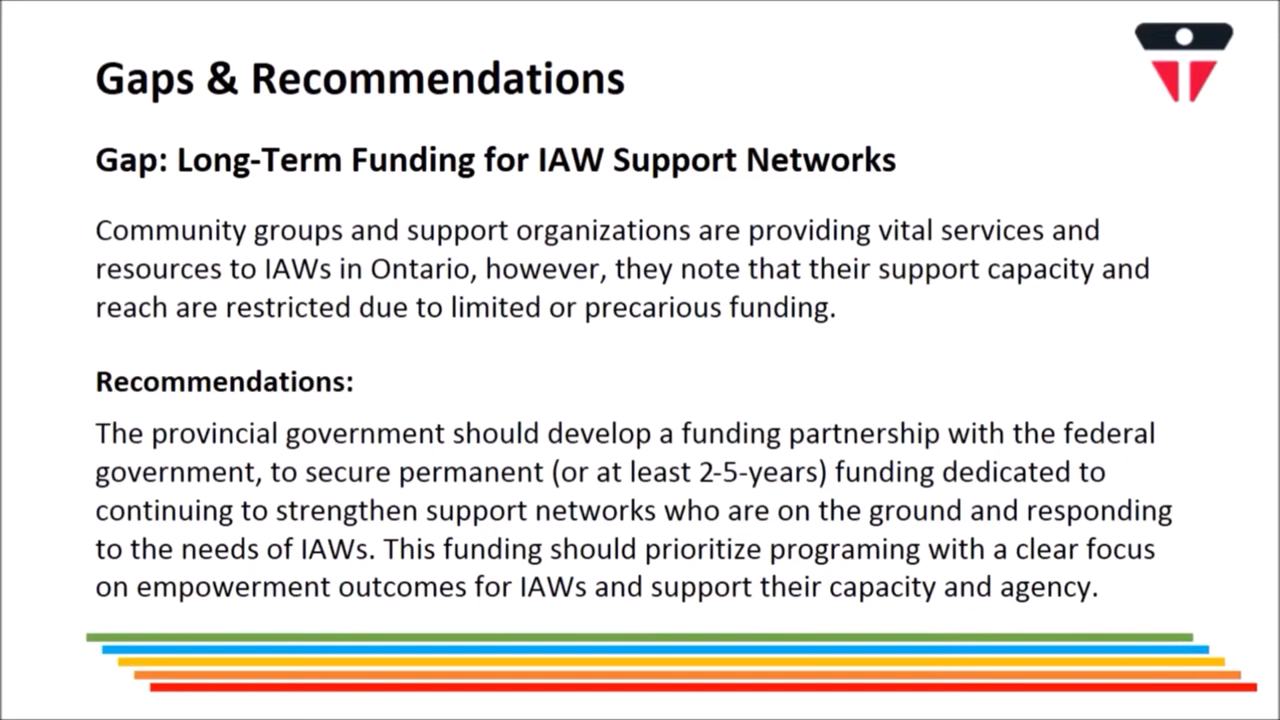 Gaps & Recommendations
Gap: Long-Term Funding for IAW Support Networks
Community groups and support organizations are providing vital services and
resources to IAWs in Ontario, however, they note that their support capacity and
reach are restricted due to limited or precarious funding.
Recommendations:
The provincial government should develop a funding partnership with the federal
government, to secure permanent (or at least 2-5-years) funding dedicated to
continuing to strengthen support networks who are on the ground and responding
to the needs of IAWs. This funding should prioritize programing with a clear focus
on empowerment outcomes for IAWs and support their capacity and agency.